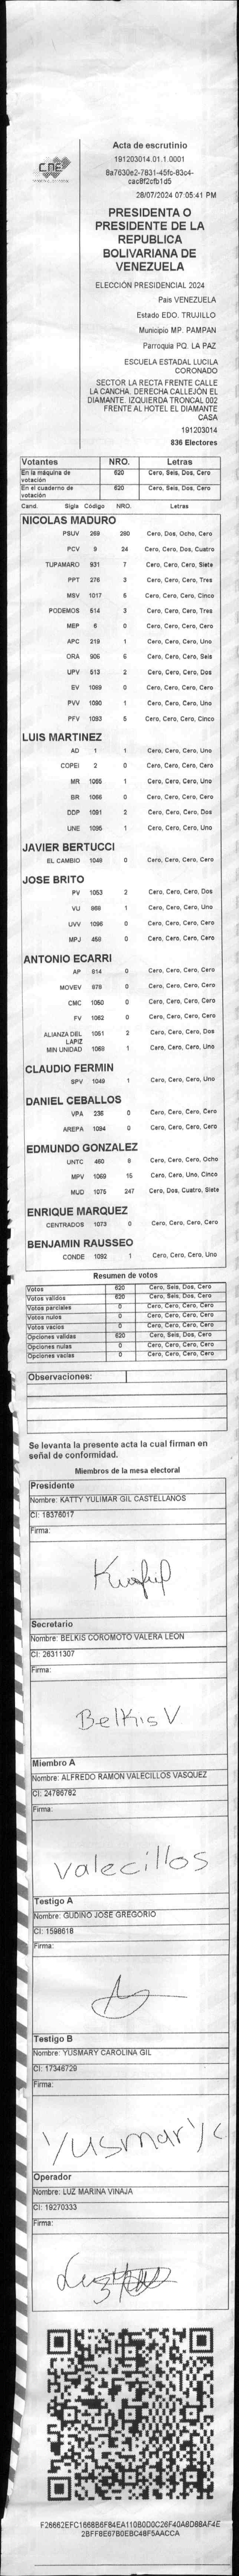 Acta de escrutinio
191203014.01.1.0001
8a7630e2-7831-45fc-83c4-
cac8f2cfb1d5
28/07/2024 07:05:41 PM
CNE
PRESIDENTA O
PRESIDENTE DE LA
REPUBLICA
BOLIVARIANA DE
VENEZUELA
ELECCIÓN PRESIDENCIAL 2024
Pais VENEZUELA
Estado EDO. TRUJILLO
Municipio MP. PAMPAN
Parroquia PQ. LA PAZ
ESCUELA ESTADAL LUCILA
CORONADO
SECTOR LA RECTA FRENTE CALLE
LA CANCHA. DERECHA CALLEJÓN EL
DIAMANTE. IZQUIERDA TRONCAL 002
FRENTE AL HOTEL EL DIAMANTE
CASA
191203014
836 Electores
Votantes NRO. Letras
En la máquina de votación 620 Cero, Seis, Dos, Cero
En el cuaderno de votación 620 Cero, Seis, Dos, Cero
Cand. Sigla Código NRO. Letras
NICOLAS MADURO
PSUV 269 280 Cero, Dos, Ocho, Cero
PCV 9 24 Cero, Cero, Dos, Cuatro
TUPAMARO 931 7 Cero, Cero, Cero, Siete
PPT 276 3 Cero, Cero, Cero, Tres
MSV 1017 5 Cero, Cero, Cero, Cinco
PODEMOS 514 3 Cero, Cero, Cero, Tres
MEP 6 0 Cero, Cero, Cero, Cero
APC 219 1 Cero, Cero, Cero, Uno
ORA 906 6 Cero, Cero, Cero, Seis
UPV 513 2 Cero, Cero, Cero, Dos
EV 1089 0 Cero, Cero, Cero, Cero
PVV 1090 1 Cero, Cero, Cero, Uno
PFV 1093 5 Cero, Cero, Cero, Cinco
LUIS MARTINEZ
AD 1 1 Cero, Cero, Cero, Uno
COPEI 2 0 Cero, Cero, Cero, Cero
MR 1065 1 Cero, Cero, Cero, Uno
BR 1066 0 Cero, Cero, Cero, Cero
DDP 1091 2 Cero, Cero, Cero, Dos
UNE 1095 1 Cero, Cero, Cero, Uno
JAVIER BERTUCCI
EL CAMBIO 1048 0 Cero, Cero, Cero, Cero
JOSE BRITO
PV 1053 2 Cero, Cero, Cero, Dos
VU 969 1 Cero, Cero, Cero, Uno
UVV 1096 0 Cero, Cero, Cero, Cero
MPJ 458 0 Cero, Cero, Cero, Cero
ANTONIO ECARRI
AP 814 0 Cero, Cero, Cero, Cero
MOVEV 879 0 Cero, Cero, Cero, Cero
CMC 1050 0 Cero, Cero, Cero, Cero
FV 1062 0 Cero, Cero, Cero, Cero
ALIANZA DEL LAPIZ 1051 2 Cero, Cero, Cero, Dos
MIN UNIDAD 1068 1 Cero, Cero, Cero, Uno
CLAUDIO FERMIN
SPV 1049 1 Cero, Cero, Cero, Uno
DANIEL CEBALLOS
VPA 236 0 Cero, Cero, Cero, Cero
AREPA 1094 0 Cero, Cero, Cero, Cero
EDMUNDO GONZALEZ
UNTC 460 8 Cero, Cero, Cero, Ocho
MPV 1069 15 Cero, Cero, Uno, Cinco
MUD 1075 247 Cero, Dos, Cuatro, Siete
ENRIQUE MARQUEZ
CENTRADOS 1073 0 Cero, Cero, Cero, Cero
BENJAMIN RAUSSEO
CONDE 1092 1 Cero, Cero, Cero, Uno
Resumen de votos
Votos 620 Cero, Seis, Dos, Cero
Votos validos 620 Cero, Seis, Dos, Cero
Votos parciales 0 Cero, Cero, Cero, Cero
Votos nulos 0 Cero, Cero, Cero, Cero
Votos vacios 0 Cero, Cero, Cero, Cero
Opciones validas 620 Cero, Seis, Dos, Cero
Opciones nulas 0 Cero, Cero, Cero, Cero
Opciones vacias 0 Cero, Cero, Cero, Cero
Observaciones:
Se levanta la presente acta la cual firman en
señal de conformidad.
Miembros de la mesa electoral
Presidente
Nombre: KATTY YULIMAR GIL CASTELLANOS
CI: 18376017
Firma:
Secretario
Nombre: BELKIS COROMOTO VALERA LEON
CI: 26311307
Firma:
Belkis V
Miembro A
Nombre: ALFREDO RAMON VALECILLOS VASQUEZ
CI: 24786782
Firma:
Valecillos
Testigo A
Nombre: GUDINO JOSE GREGORIO
CI: 1598618
Firma:
Testigo B
Nombre: YUSMARY CAROLINA GIL
CI: 17346729
Firma:
Yusmary C
Operador
Nombre: LUZ MARINA VINAJA
CI: 19270333
Firma:
F26662EFC1668B6F84EA110B0D0C26F40A8D88AF4E
2BFF8E67B0EBC48F5AACCA